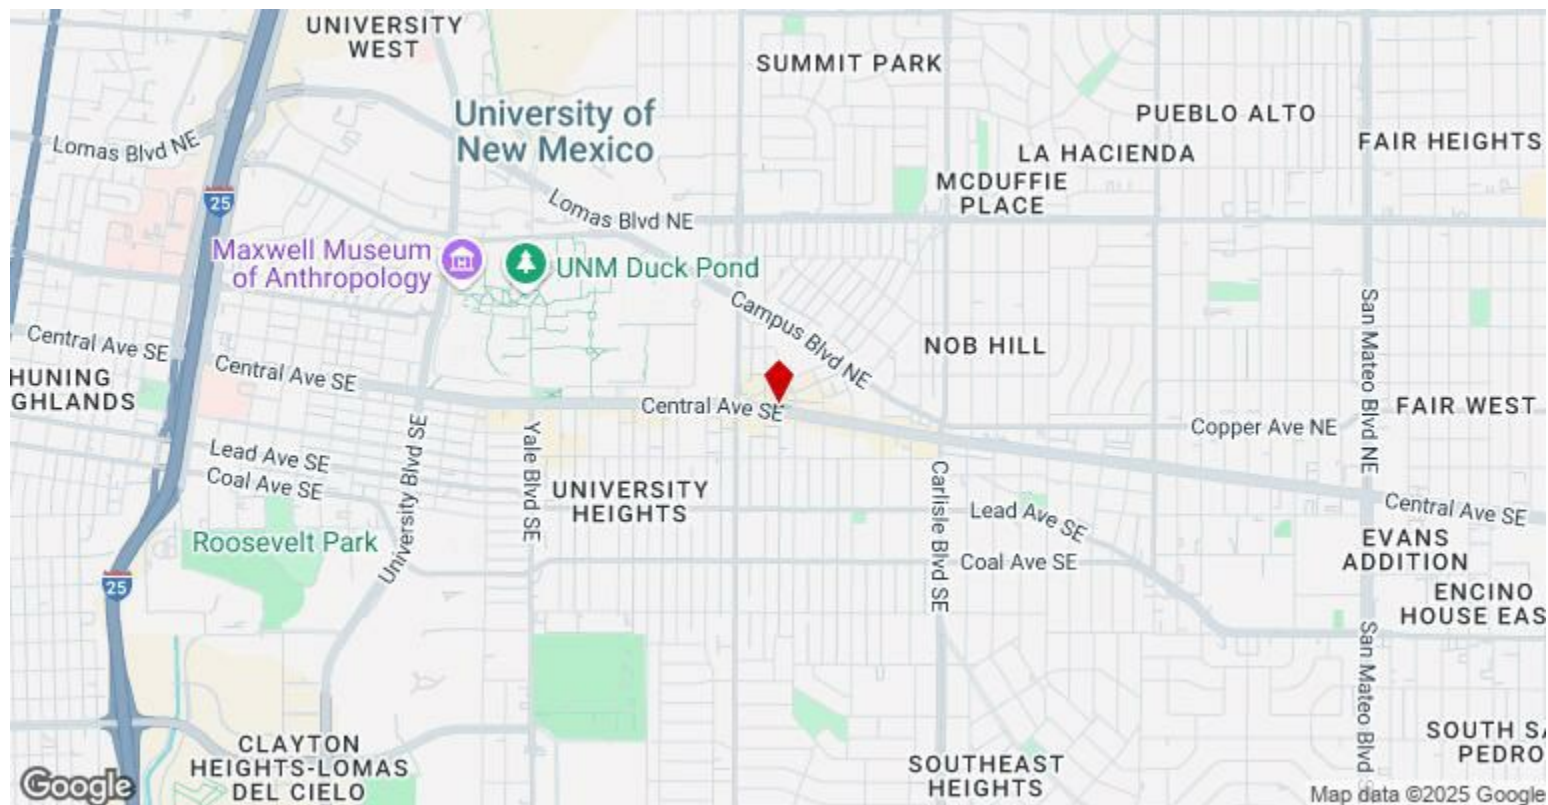 UNIVERSITY
WEST
SUMMIT PARK
University of
New Mexico
PUEBLO ALTO
Lomas Blvd NE
LA HACIENDA
FAIR HEIGHTS
MCDUFFIE
PLACE
25
Lomas Blvd NE
Maxwell Museum
of Anthropology
UNM Duck Pond
Campus Blvd NE
San Mateo Blvd NE
Central Ave SE
NOB HILL
Central Ave SE
HUNING
GHLANDS
Central Ave SE
FAIR WEST
Copper Ave NE
University Blvd SE
Yale Blvd SE
Lead Ave SE
Coal Ave SE
UNIVERSITY
HEIGHTS
Carlisle Blvd SE
Lead Ave SE
Central Ave SE
Roosevelt Park
EVANS
ADDITION
Coal Ave SE
25
ENCINO
HOUSE EAS
San Mateo Blvd S
CLAYTON
HEIGHTS-LOMAS
DEL CIELO
SOUTHEAST
HEIGHTS
SOUTH SA
PEDRO
Google
Map data ©2025 Google